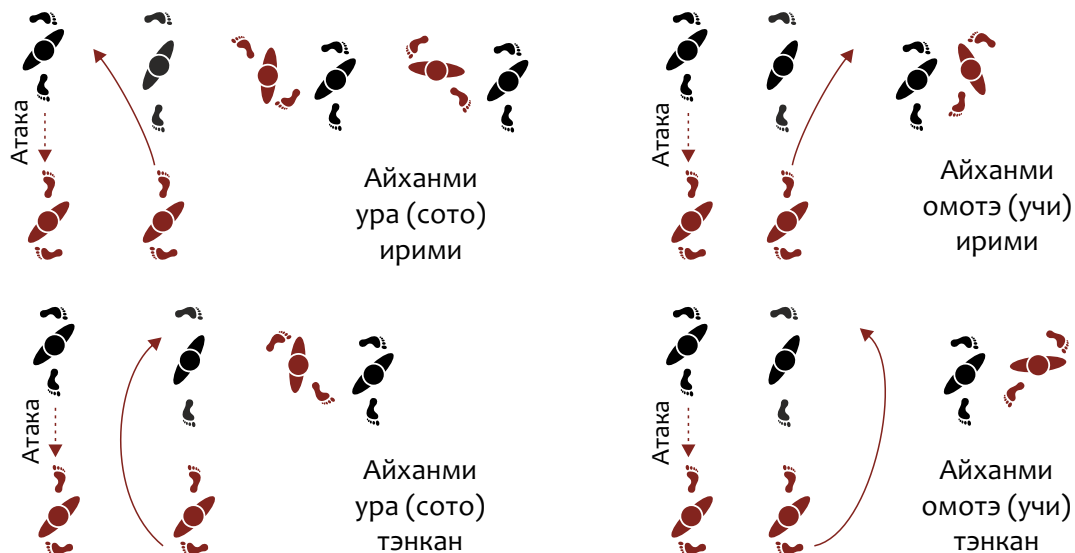 Атака
Айханми
ура (сото)
ирими
Атака
Айханми
омотэ (учи)
ирими
Атака
Айханми
ура (сото)
тэнкан
Атака
Айханми
омотэ (учи)
тэнкан